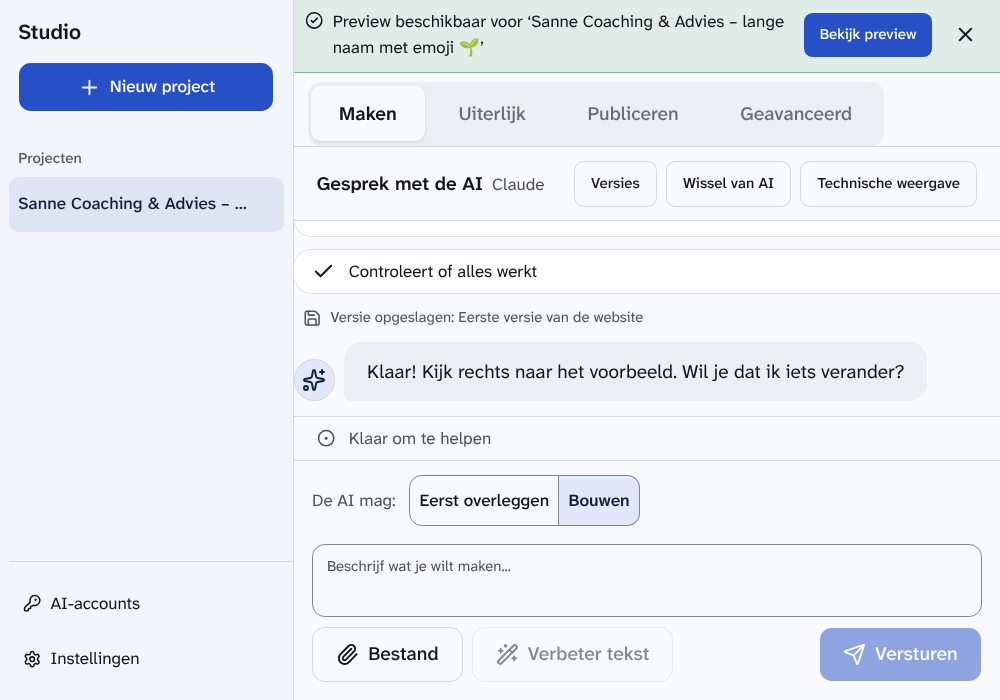 Studio
Nieuw project
Projecten
Sanne Coaching & Advies – ...
AI-accounts
Instellingen
Preview beschikbaar voor ‘Sanne Coaching & Advies – lange
naam met emoji 🌱’
Bekijk preview
Maken
Uiterlijk
Publiceren
Geavanceerd
Gesprek met de AI Claude
Versies
Wissel van AI
Technische weergave
Controleert of alles werkt
Versie opgeslagen: Eerste versie van de website
Klaar! Kijk rechts naar het voorbeeld. Wil je dat ik iets verander?
Klaar om te helpen
De AI mag:
Eerst overleggen
Bouwen
Beschrijf wat je wilt maken...
Bestand
Verbeter tekst
Versturen